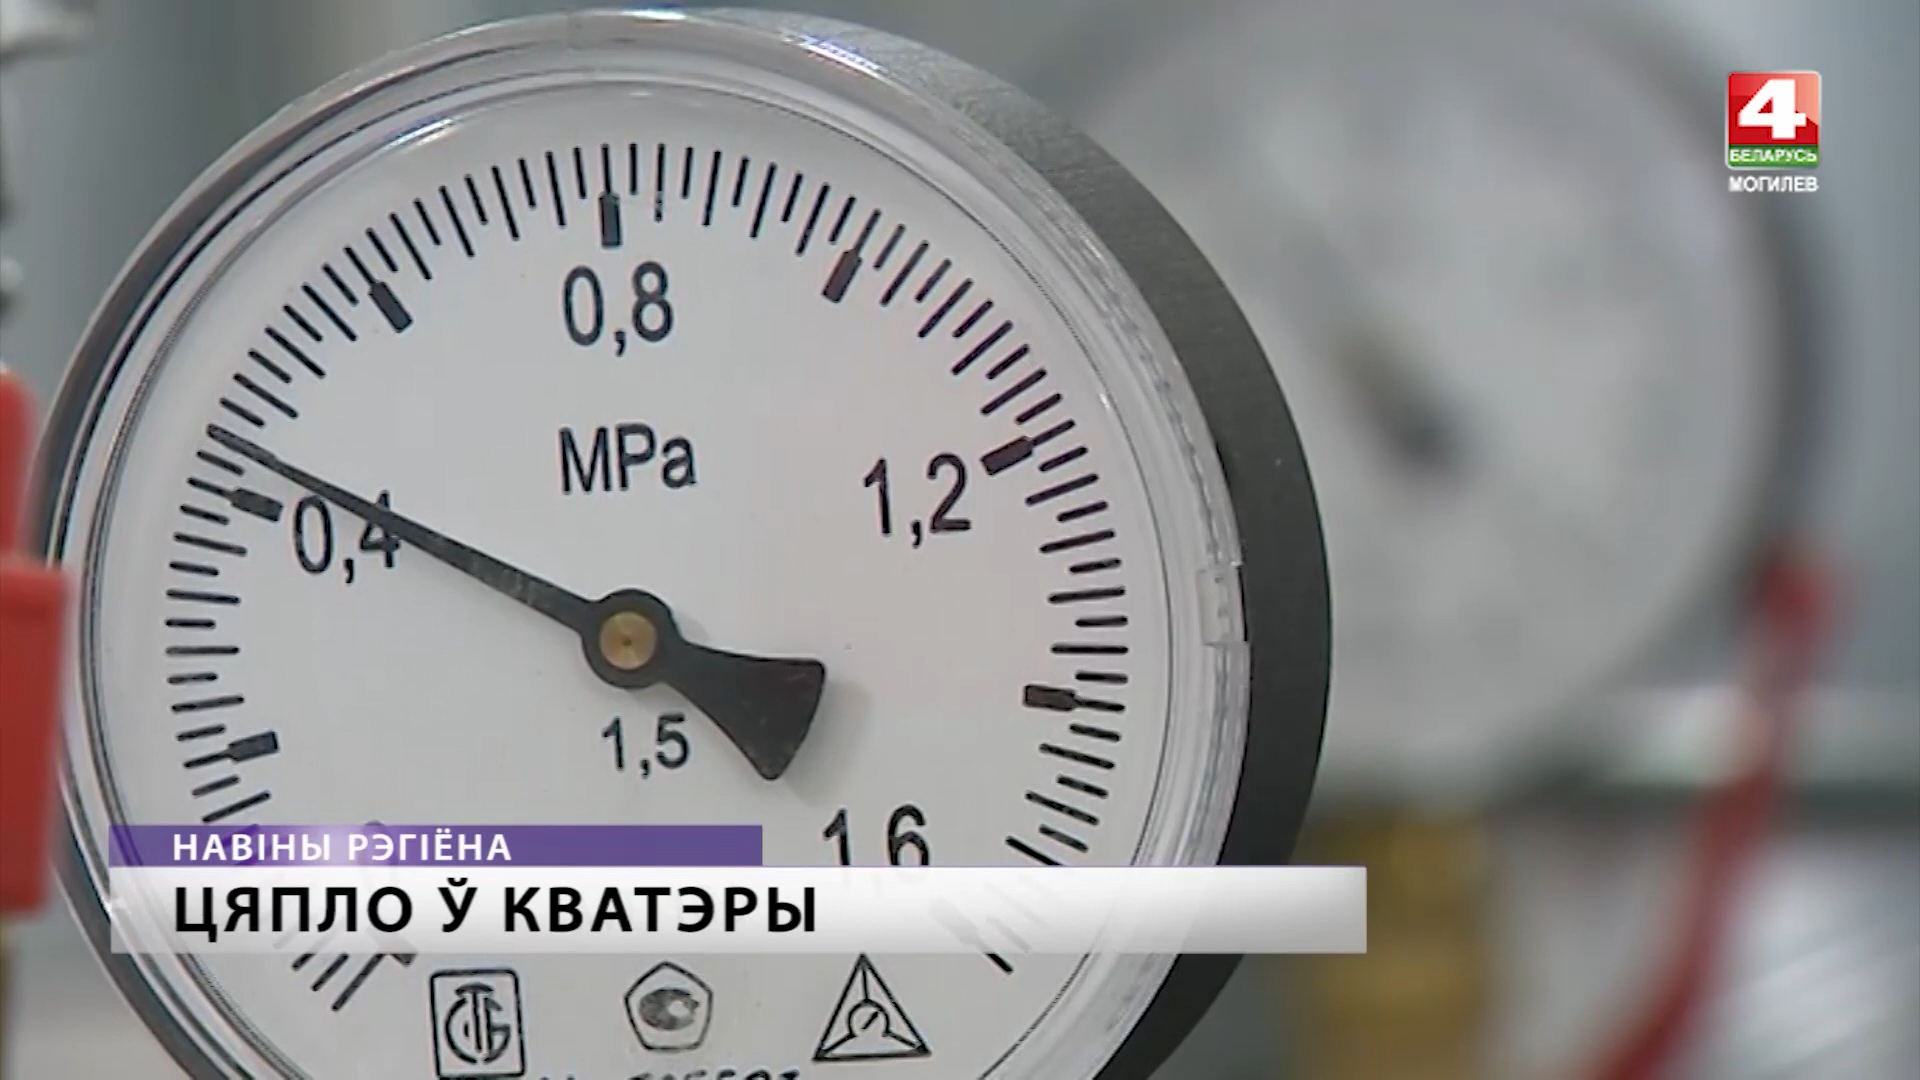 4
БЕЛАРУСЬ
МОГИЛЕВ
0,8
MPa
0,4
1,2
1,5
1,6
НАВІНЫ РЭГІЁНА
ЦЯПЛО Ў КВАТЭРЫ